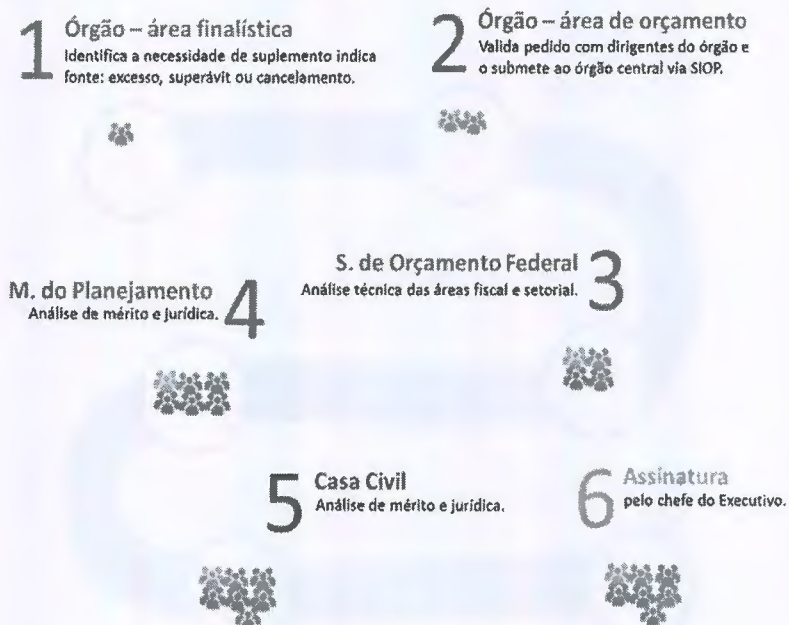 1 Órgão – área finalística
Identifica a necessidade de suplemento indica
fonte: excesso, superávit ou cancelamento.
2 Órgão – área de orçamento
Valida pedido com dirigentes do órgão e
o submete ao órgão central via SIOP.
S. de Orçamento Federal 3
Análise técnica das áreas fiscal e setorial.
M. do Planejamento 4
Análise de mérito e jurídica.
5 Casa Civil
Análise de mérito e jurídica.
6 Assinatura
pelo chefe do Executivo.